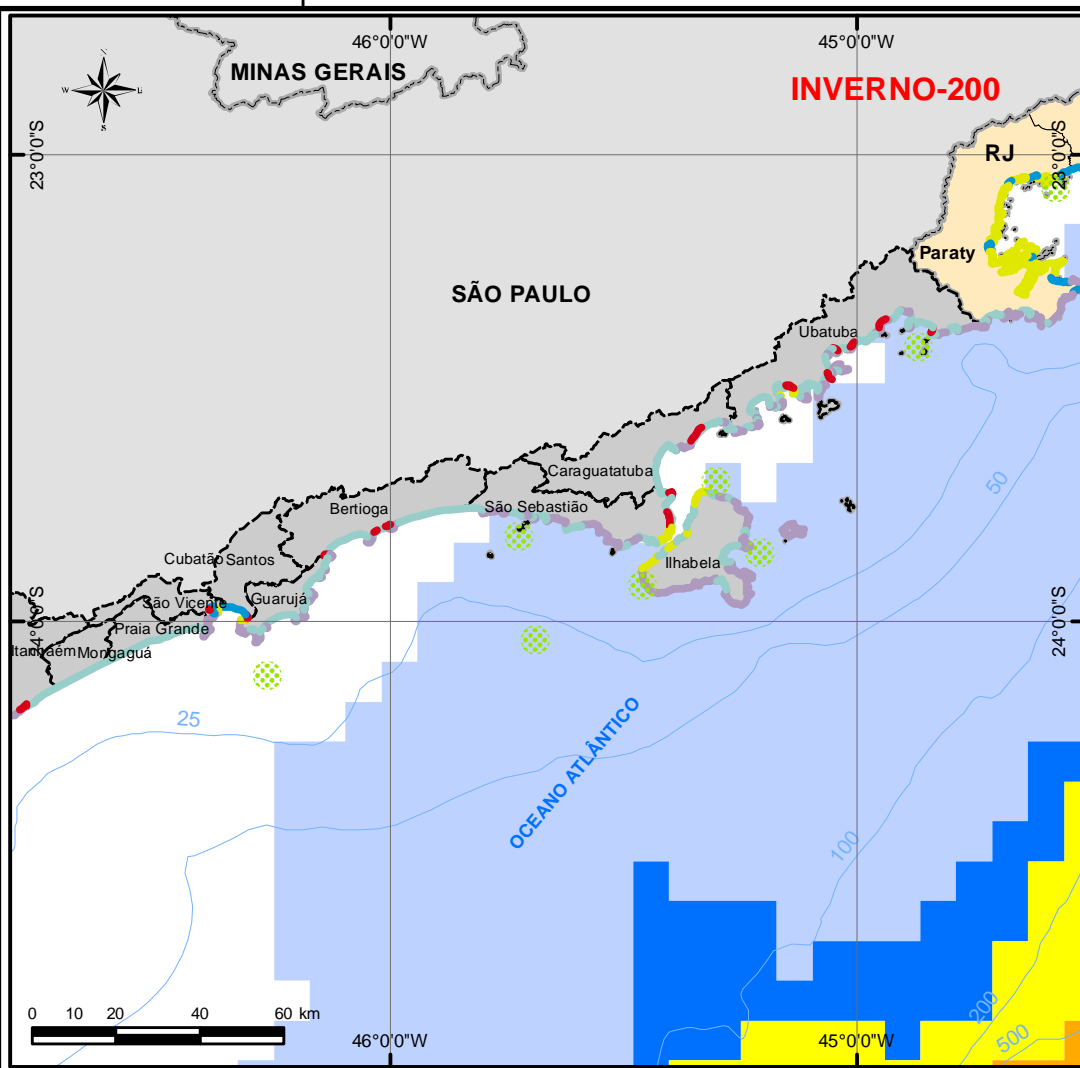 46°0'0"W
45°0'0"W
MINAS GERAIS
INVERNO-200
N
W
E
S
23°0'0"S
23°0'0"S
RJ
Paraty
SÃO PAULO
Ubatuba
Caraguatatuba
50
Bertioga
São Sebastião
Cubatão
Santos
Ilhabela
Guarujá
São Vicente
24°0'0"S
24°0'0"S
Praia Grande
Itanhaém
Mongaguá
25
OCEANO ATLÂNTICO
100
200
500
0 10 20 40 60 km
46°0'0"W
45°0'0"W